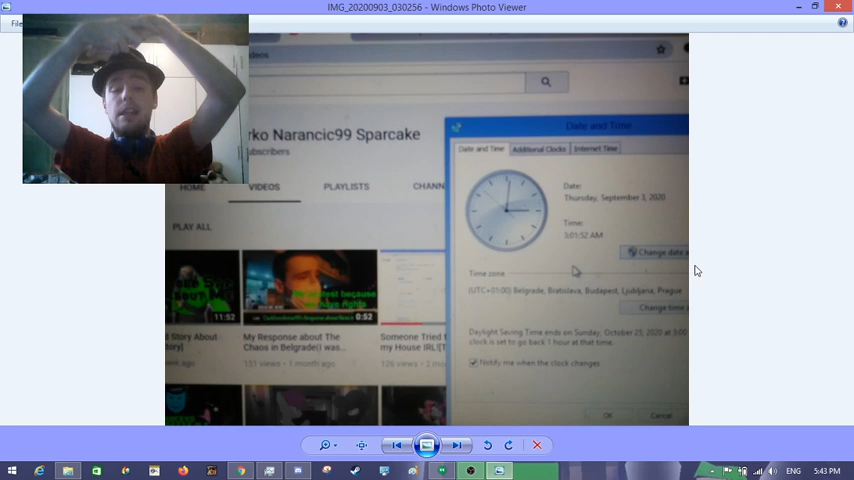 IMG_20200903_030256 - Windows Photo Viewer
File
ideos
rko Narancic99 Sparcake
ubscribers
HOME VIDEOS PLAYLISTS CHANN
PLAY ALL
11:52
0:52
d Story About
tory]
My Response about The
Chaos in Belgrade(I was...
151 views • 1 month ago
Someone Tried t
my House IRL![T
126 views • 2 mo
Date and Time
Date and Time Additional Clocks Internet Time
Date:
Thursday, September 3, 2020
Time:
3:01:52 AM
Change date a
Time zone
(UTC+01:00) Belgrade, Bratislava, Budapest, Ljubljana, Prague
Change time
Daylight Saving Time ends on Sunday, October 25, 2020 at 3:00
clock is set to go back 1 hour at that time.
Notify me when the clock changes
OK Cancel
ENG 5:43 PM